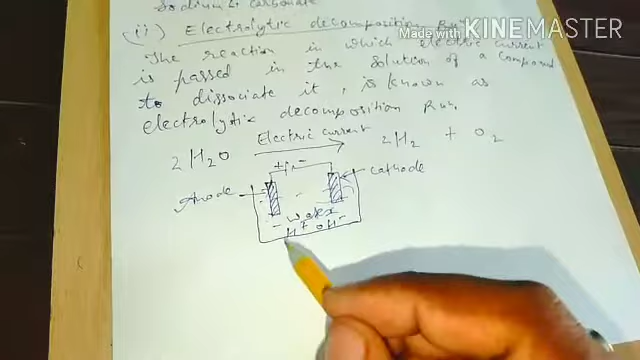 Sodium carbonate
(ii) Electrolytic decomposition Rxn
Made with KINEMASTER
The reaction in which electric current
is passed in the solution of a compound
to dissociate it, is known as
electrolytic decomposition Rxn.
2H₂O Electric current → 2H₂ + O₂
+ -
Anode cathode
water
H⁺ OH⁻